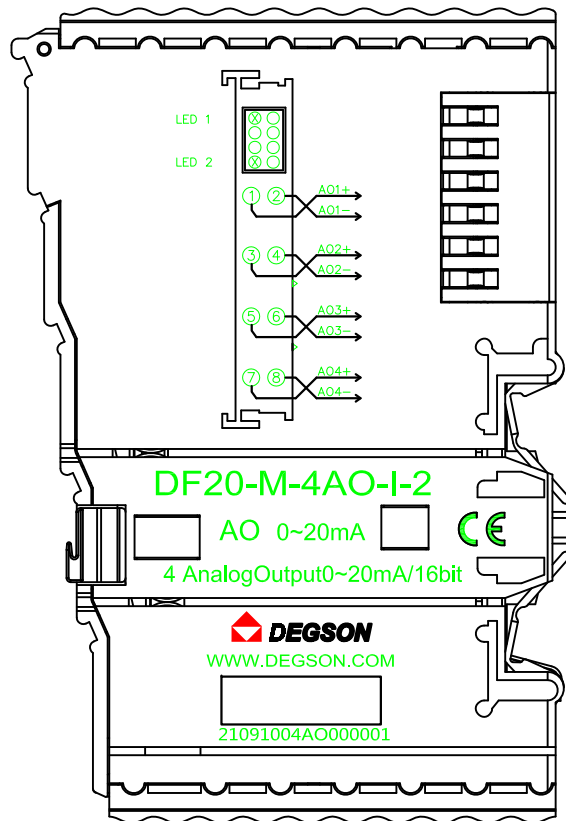 LED 1
LED 2
1 2 AO1+
AO1-
3 4 AO2+
AO2-
5 6 AO3+
AO3-
7 8 AO4+
AO4-
DF20-M-4AO-I-2
AO 0~20mA CE
4 AnalogOutput0~20mA/16bit
DEGSON
WWW.DEGSON.COM
21091004AO000001